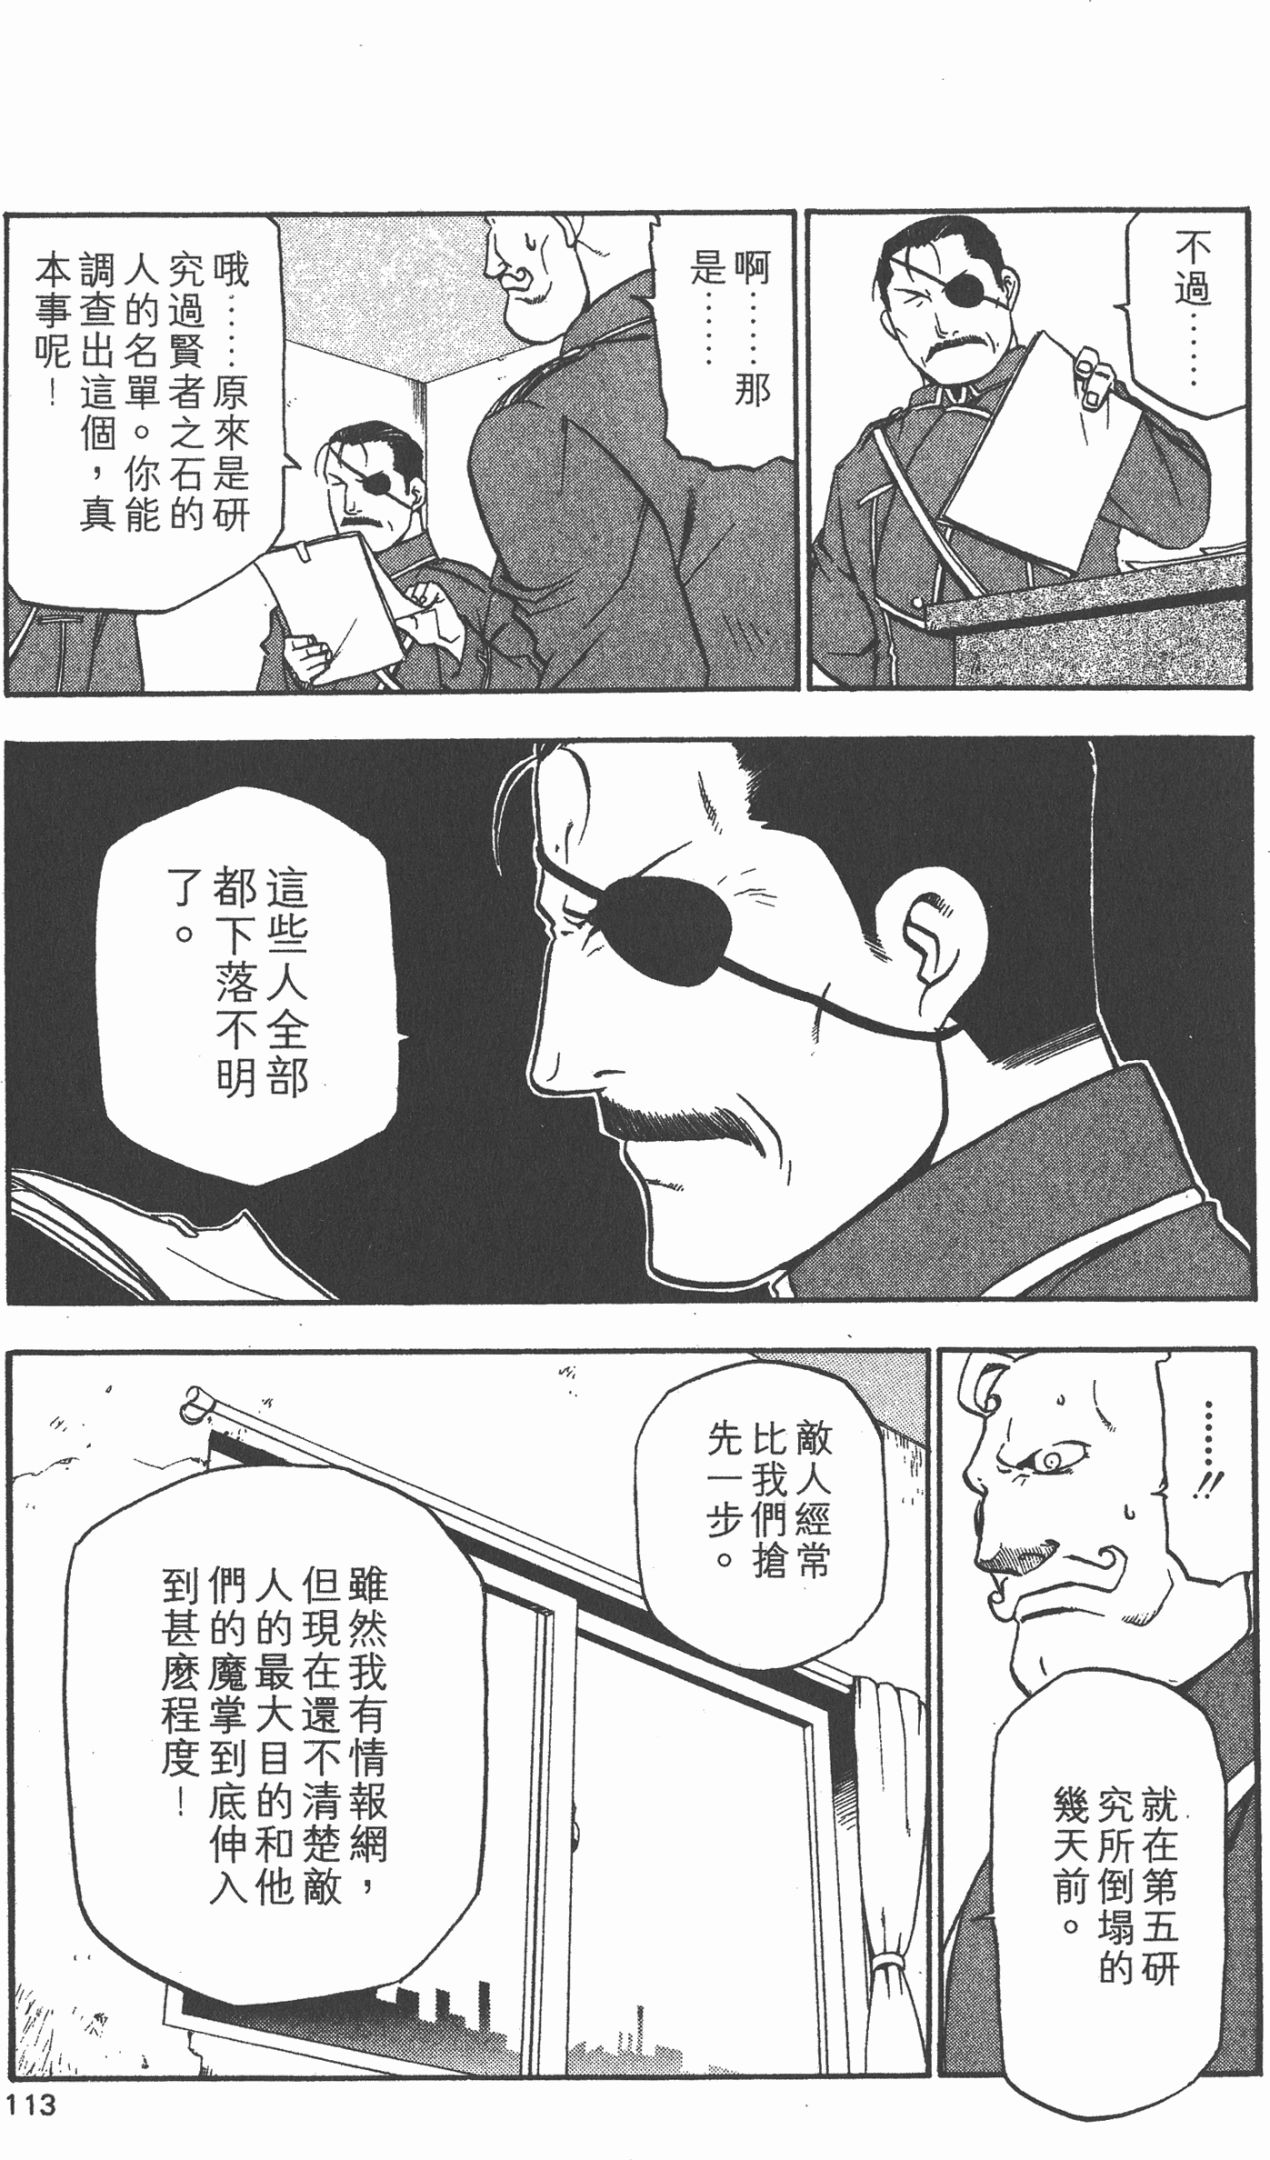 不過……
啊……那
是……
哦……原來是研
究過賢者之石的
人的名單。你能
調查出這個，真
本事呢！
這些人全部
都下落不明
了。
……!!
就在第五研
究所倒塌的
幾天前。
敵人經常
比我們搶
先一步。
雖然我有情報網，
但現在還不清楚敵
人的最大目的和他
們的魔掌到底伸入
到甚麼程度！
113